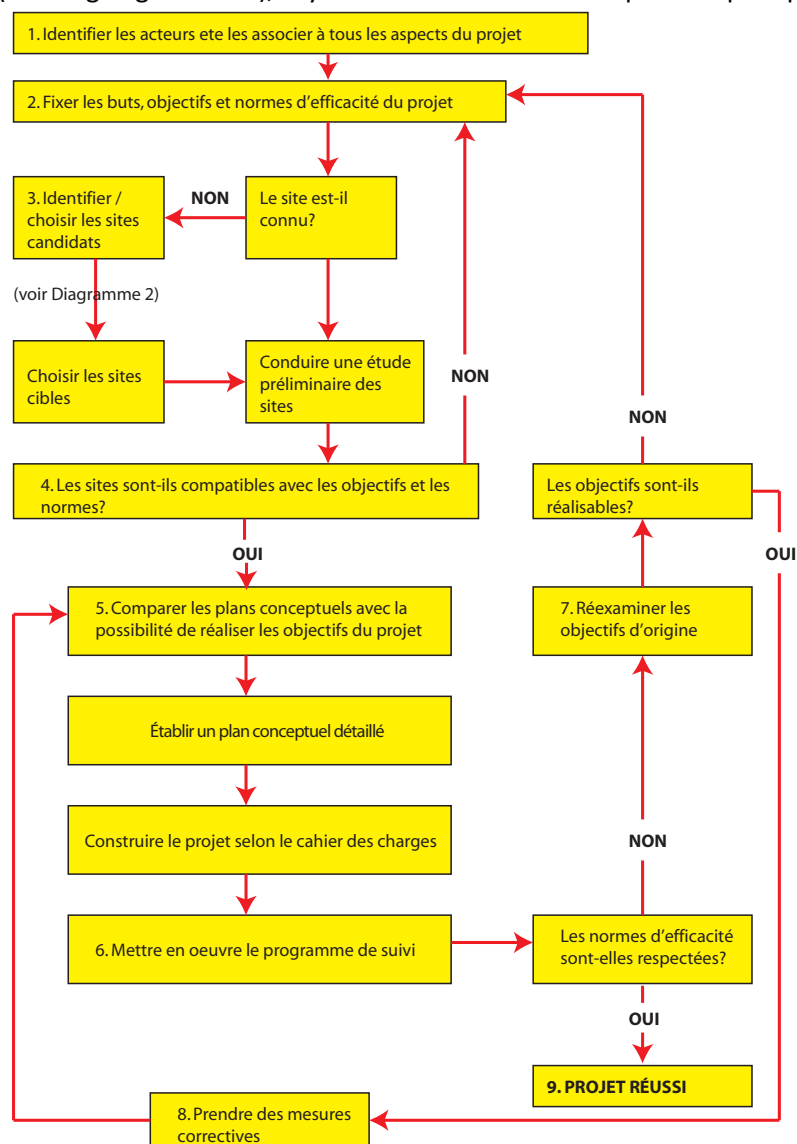 1. Identifier les acteurs ete les associer à tous les aspects du projet
2. Fixer les buts, objectifs et normes d'efficacité du projet
3. Identifier /
choisir les sites
candidats
NON
Le site est-il
connu?
(voir Diagramme 2)
Choisir les sites
cibles
Conduire une étude
préliminaire des
sites
NON
NON
4. Les sites sont-ils compatibles avec les objectifs et les
normes?
Les objectifs sont-ils
réalisables?
OUI
OUI
5. Comparer les plans conceptuels avec la
possibilité de réaliser les objectifs du projet
7. Réexaminer les
objectifs d'origine
Établir un plan conceptuel détaillé
Construire le projet selon le cahier des charges
NON
6. Mettre en oeuvre le programme de suivi
Les normes d'efficacité
sont-elles respectées?
OUI
9. PROJET RÉUSSI
8. Prendre des mesures
correctives